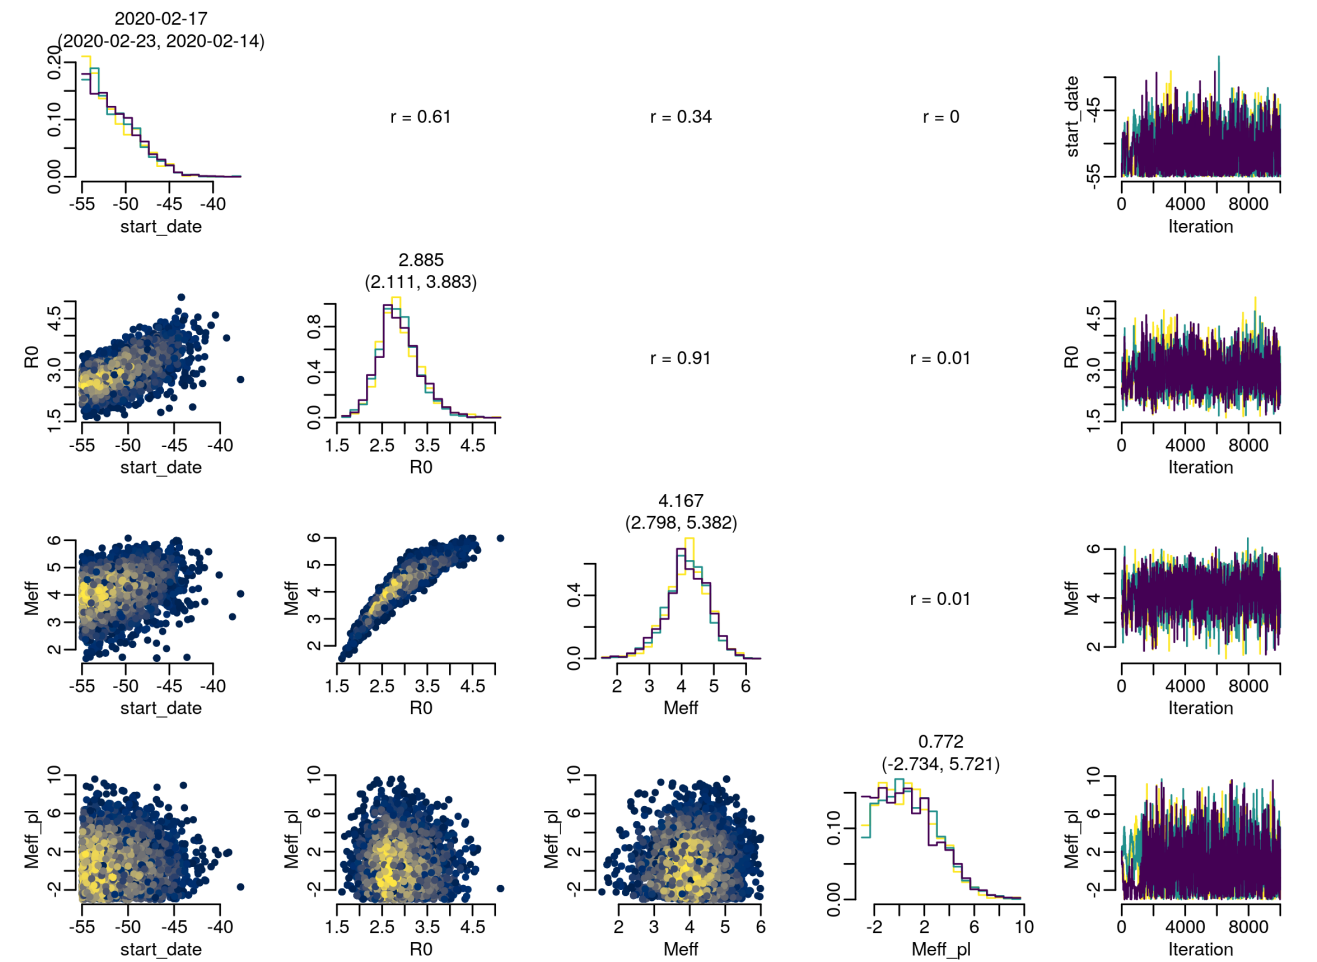 2020-02-17
(2020-02-23, 2020-02-14)
0.00 0.10 0.20
-55 -50 -45 -40
start_date
r = 0.61
r = 0.34
r = 0
start_date
-55 -45
0 4000 8000
Iteration
R0
1.5 3.0 4.5
-55 -50 -45 -40
start_date
2.885
(2.111, 3.883)
0.0 0.4 0.8
1.5 2.5 3.5 4.5
R0
r = 0.91
r = 0.01
R0
1.5 3.0 4.5
0 4000 8000
Iteration
Meff
2 3 4 5 6
-55 -50 -45 -40
start_date
Meff
2 3 4 5 6
1.5 2.5 3.5 4.5
R0
4.167
(2.798, 5.382)
0.0 0.4
2 3 4 5 6
Meff
r = 0.01
Meff
2 4 6
0 4000 8000
Iteration
Meff_pl
-2 2 6 10
-55 -50 -45 -40
start_date
Meff_pl
-2 2 6 10
1.5 2.5 3.5 4.5
R0
Meff_pl
-2 2 6 10
2 3 4 5 6
Meff
0.772
(-2.734, 5.721)
0.00 0.10
-2 2 6 10
Meff_pl
Meff_pl
-2 2 6 10
0 4000 8000
Iteration